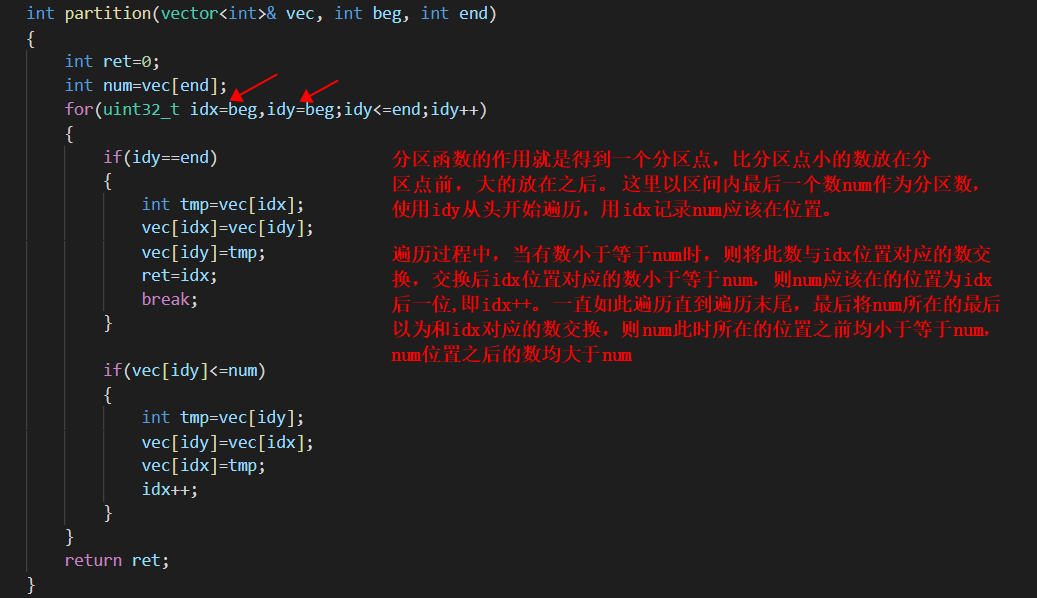 int partition(vector<int>& vec, int beg, int end)
{
int ret=0;
int num=vec[end];
for(uint32_t idx=beg,idy=beg;idy<=end;idy++)
{
if(idy==end)
{
int tmp=vec[idx];
vec[idx]=vec[idy];
vec[idy]=tmp;
ret=idx;
break;
}
if(vec[idy]<=num)
{
int tmp=vec[idy];
vec[idy]=vec[idx];
vec[idx]=tmp;
idx++;
}
}
return ret;
}
分区函数的作用就是得到一个分区点，比分区点小的数放在分
区点前，大的放在之后。 这里以区间内最后一个数num作为分区数，
使用idy从头开始遍历，用idx记录num应该在位置。
遍历过程中，当有数小于等于num时，则将此数与idx位置对应的数交
换，交换后idx位置对应的数小于等于num，则num应该在的位置为idx
后一位,即idx++。 一直如此遍历直到遍历末尾，最后将num所在的最后
以为和idx对应的数交换，则num此时所在的位置之前均小于等于num，
num位置之后的数均大于num